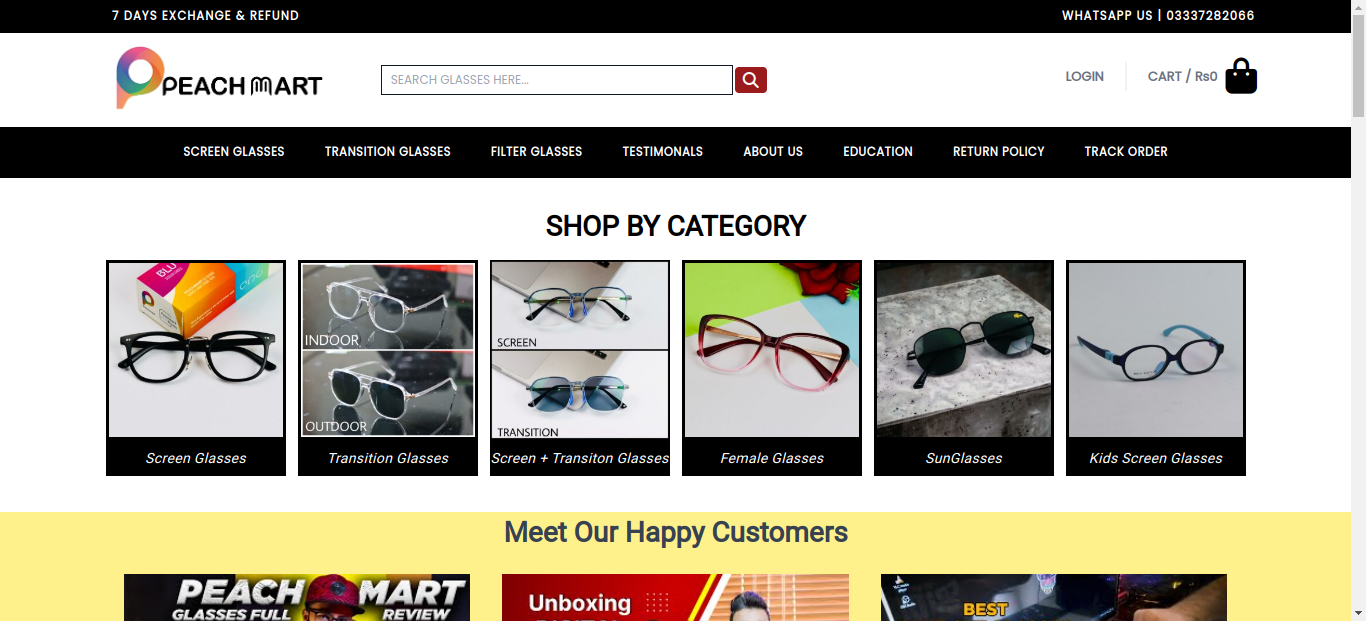 7 DAYS EXCHANGE & REFUND
WHATSAPP US | 03337282066
PEACH MART
SEARCH GLASSES HERE...
LOGIN
CART / Rs0
SCREEN GLASSES
TRANSITION GLASSES
FILTER GLASSES
TESTIMONALS
ABOUT US
EDUCATION
RETURN POLICY
TRACK ORDER
SHOP BY CATEGORY
BLU
INDOOR
OUTDOOR
SCREEN
TRANSITION
Screen Glasses
Transition Glasses
Screen + Transiton Glasses
Female Glasses
SunGlasses
Kids Screen Glasses
Meet Our Happy Customers
PEACH MART
GLASSES FULL REVIEW
Unboxing
BEST